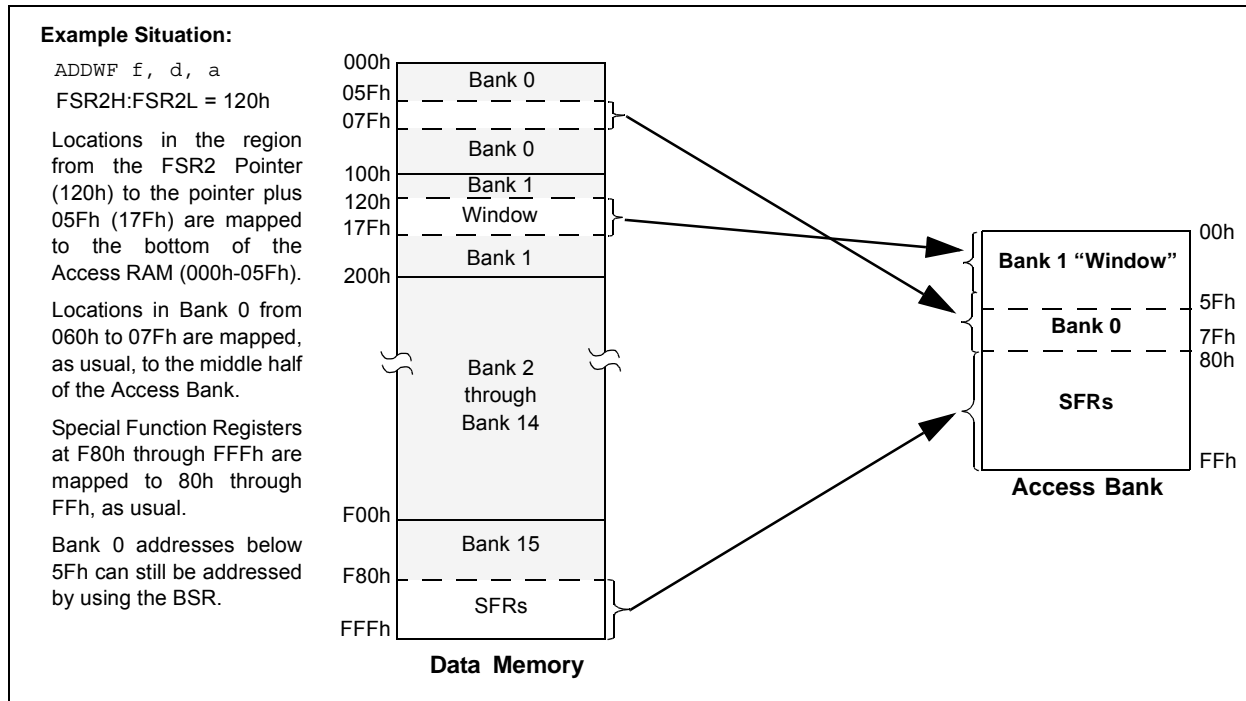 Example Situation:
ADDWF f, d, a
FSR2H:FSR2L = 120h
Locations in the region
from the FSR2 Pointer
(120h) to the pointer plus
05Fh (17Fh) are mapped
to the bottom of the
Access RAM (000h-05Fh).
Locations in Bank 0 from
060h to 07Fh are mapped,
as usual, to the middle half
of the Access Bank.
Special Function Registers
at F80h through FFFh are
mapped to 80h through
FFh, as usual.
Bank 0 addresses below
5Fh can still be addressed
by using the BSR.
000h
Bank 0
05Fh
07Fh
Bank 0
100h
Bank 1
120h
Window
17Fh
Bank 1
200h
Bank 2
through
Bank 14
F00h
Bank 15
F80h
SFRs
FFFh
Data Memory
00h
Bank 1 “Window”
5Fh
Bank 0
7Fh
80h
SFRs
FFh
Access Bank